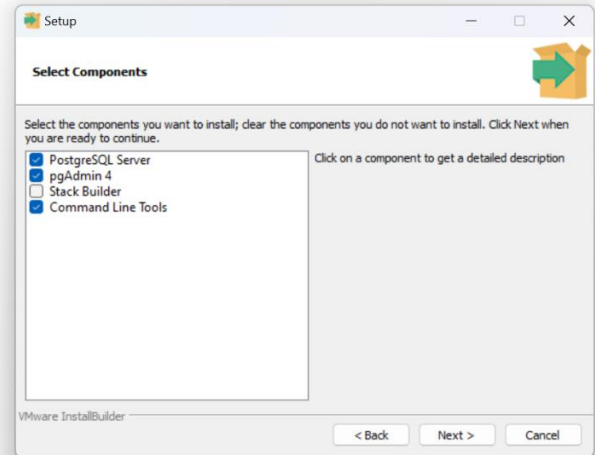 Setup
Select Components
Select the components you want to install; clear the components you do not want to install. Click Next when
you are ready to continue.
PostgreSQL Server
pgAdmin 4
Stack Builder
Command Line Tools
Click on a component to get a detailed description
VMware InstallBuilder
< Back
Next >
Cancel